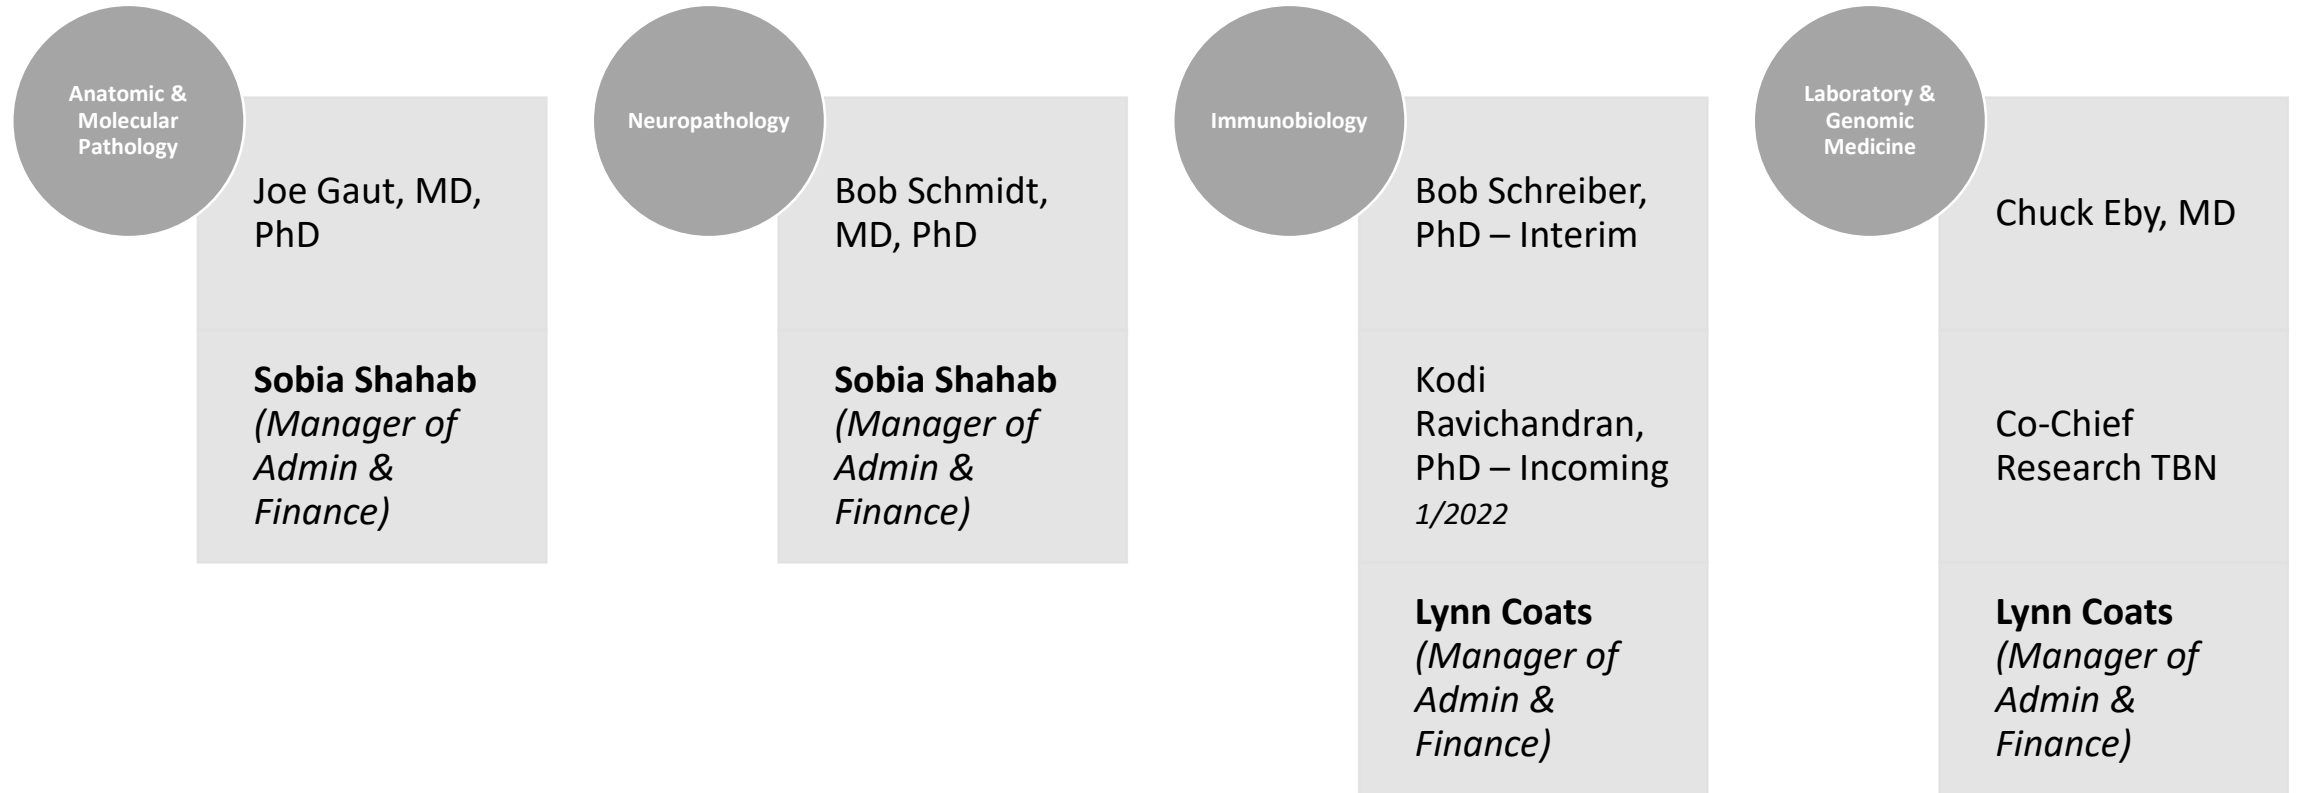 Anatomic &
Molecular
Pathology
Joe Gaut, MD,
PhD
Sobia Shahab
(Manager of
Admin &
Finance)
Neuropathology
Bob Schmidt,
MD, PhD
Sobia Shahab
(Manager of
Admin &
Finance)
Immunobiology
Bob Schreiber,
PhD – Interim
Kodi
Ravichandran,
PhD – Incoming
1/2022
Lynn Coats
(Manager of
Admin &
Finance)
Laboratory &
Genomic
Medicine
Chuck Eby, MD
Co-Chief
Research TBN
Lynn Coats
(Manager of
Admin &
Finance)